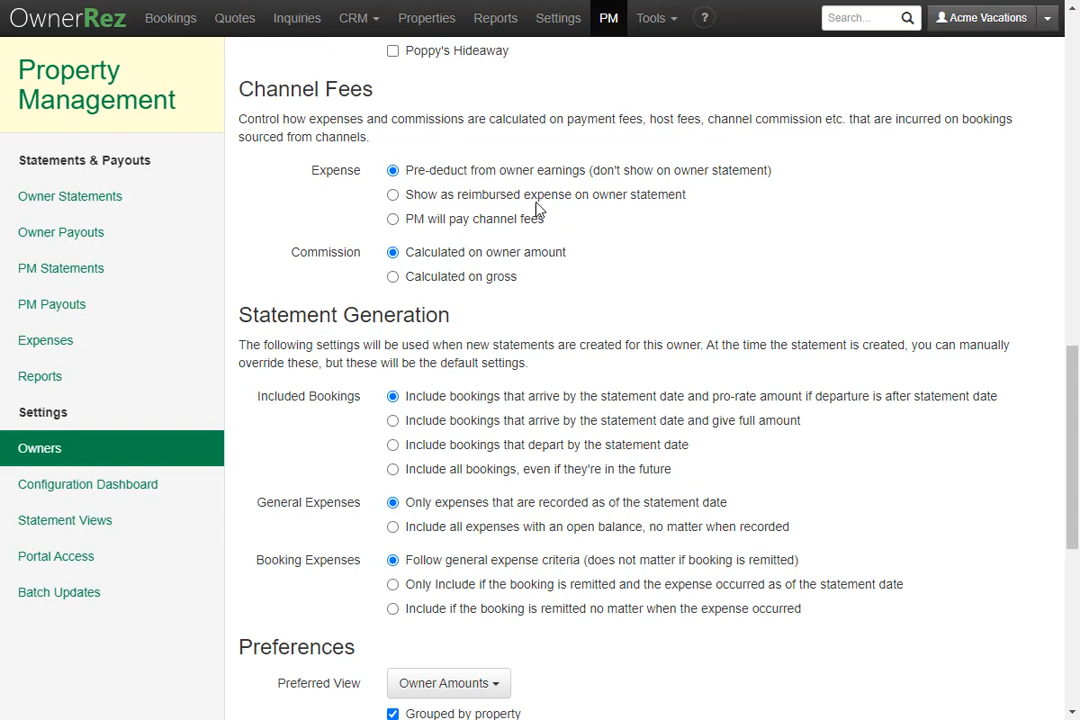 OwnerRez Bookings Quotes Inquiries CRM Properties Reports Settings PM Tools ? Search... Acme Vacations
Property
Management
Statements & Payouts
Owner Statements
Owner Payouts
PM Statements
PM Payouts
Expenses
Reports
Settings
Owners
Configuration Dashboard
Statement Views
Portal Access
Batch Updates
Poppy's Hideaway
Channel Fees
Control how expenses and commissions are calculated on payment fees, host fees, channel commission etc. that are incurred on bookings
sourced from channels.
Expense Pre-deduct from owner earnings (don't show on owner statement)
Show as reimbursed expense on owner statement
PM will pay channel fees
Commission Calculated on owner amount
Calculated on gross
Statement Generation
The following settings will be used when new statements are created for this owner. At the time the statement is created, you can manually
override these, but these will be the default settings.
Included Bookings Include bookings that arrive by the statement date and pro-rate amount if departure is after statement date
Include bookings that arrive by the statement date and give full amount
Include bookings that depart by the statement date
Include all bookings, even if they're in the future
General Expenses Only expenses that are recorded as of the statement date
Include all expenses with an open balance, no matter when recorded
Booking Expenses Follow general expense criteria (does not matter if booking is remitted)
Only Include if the booking is remitted and the expense occurred as of the statement date
Include if the booking is remitted no matter when the expense occurred
Preferences
Preferred View Owner Amounts
Grouped by property